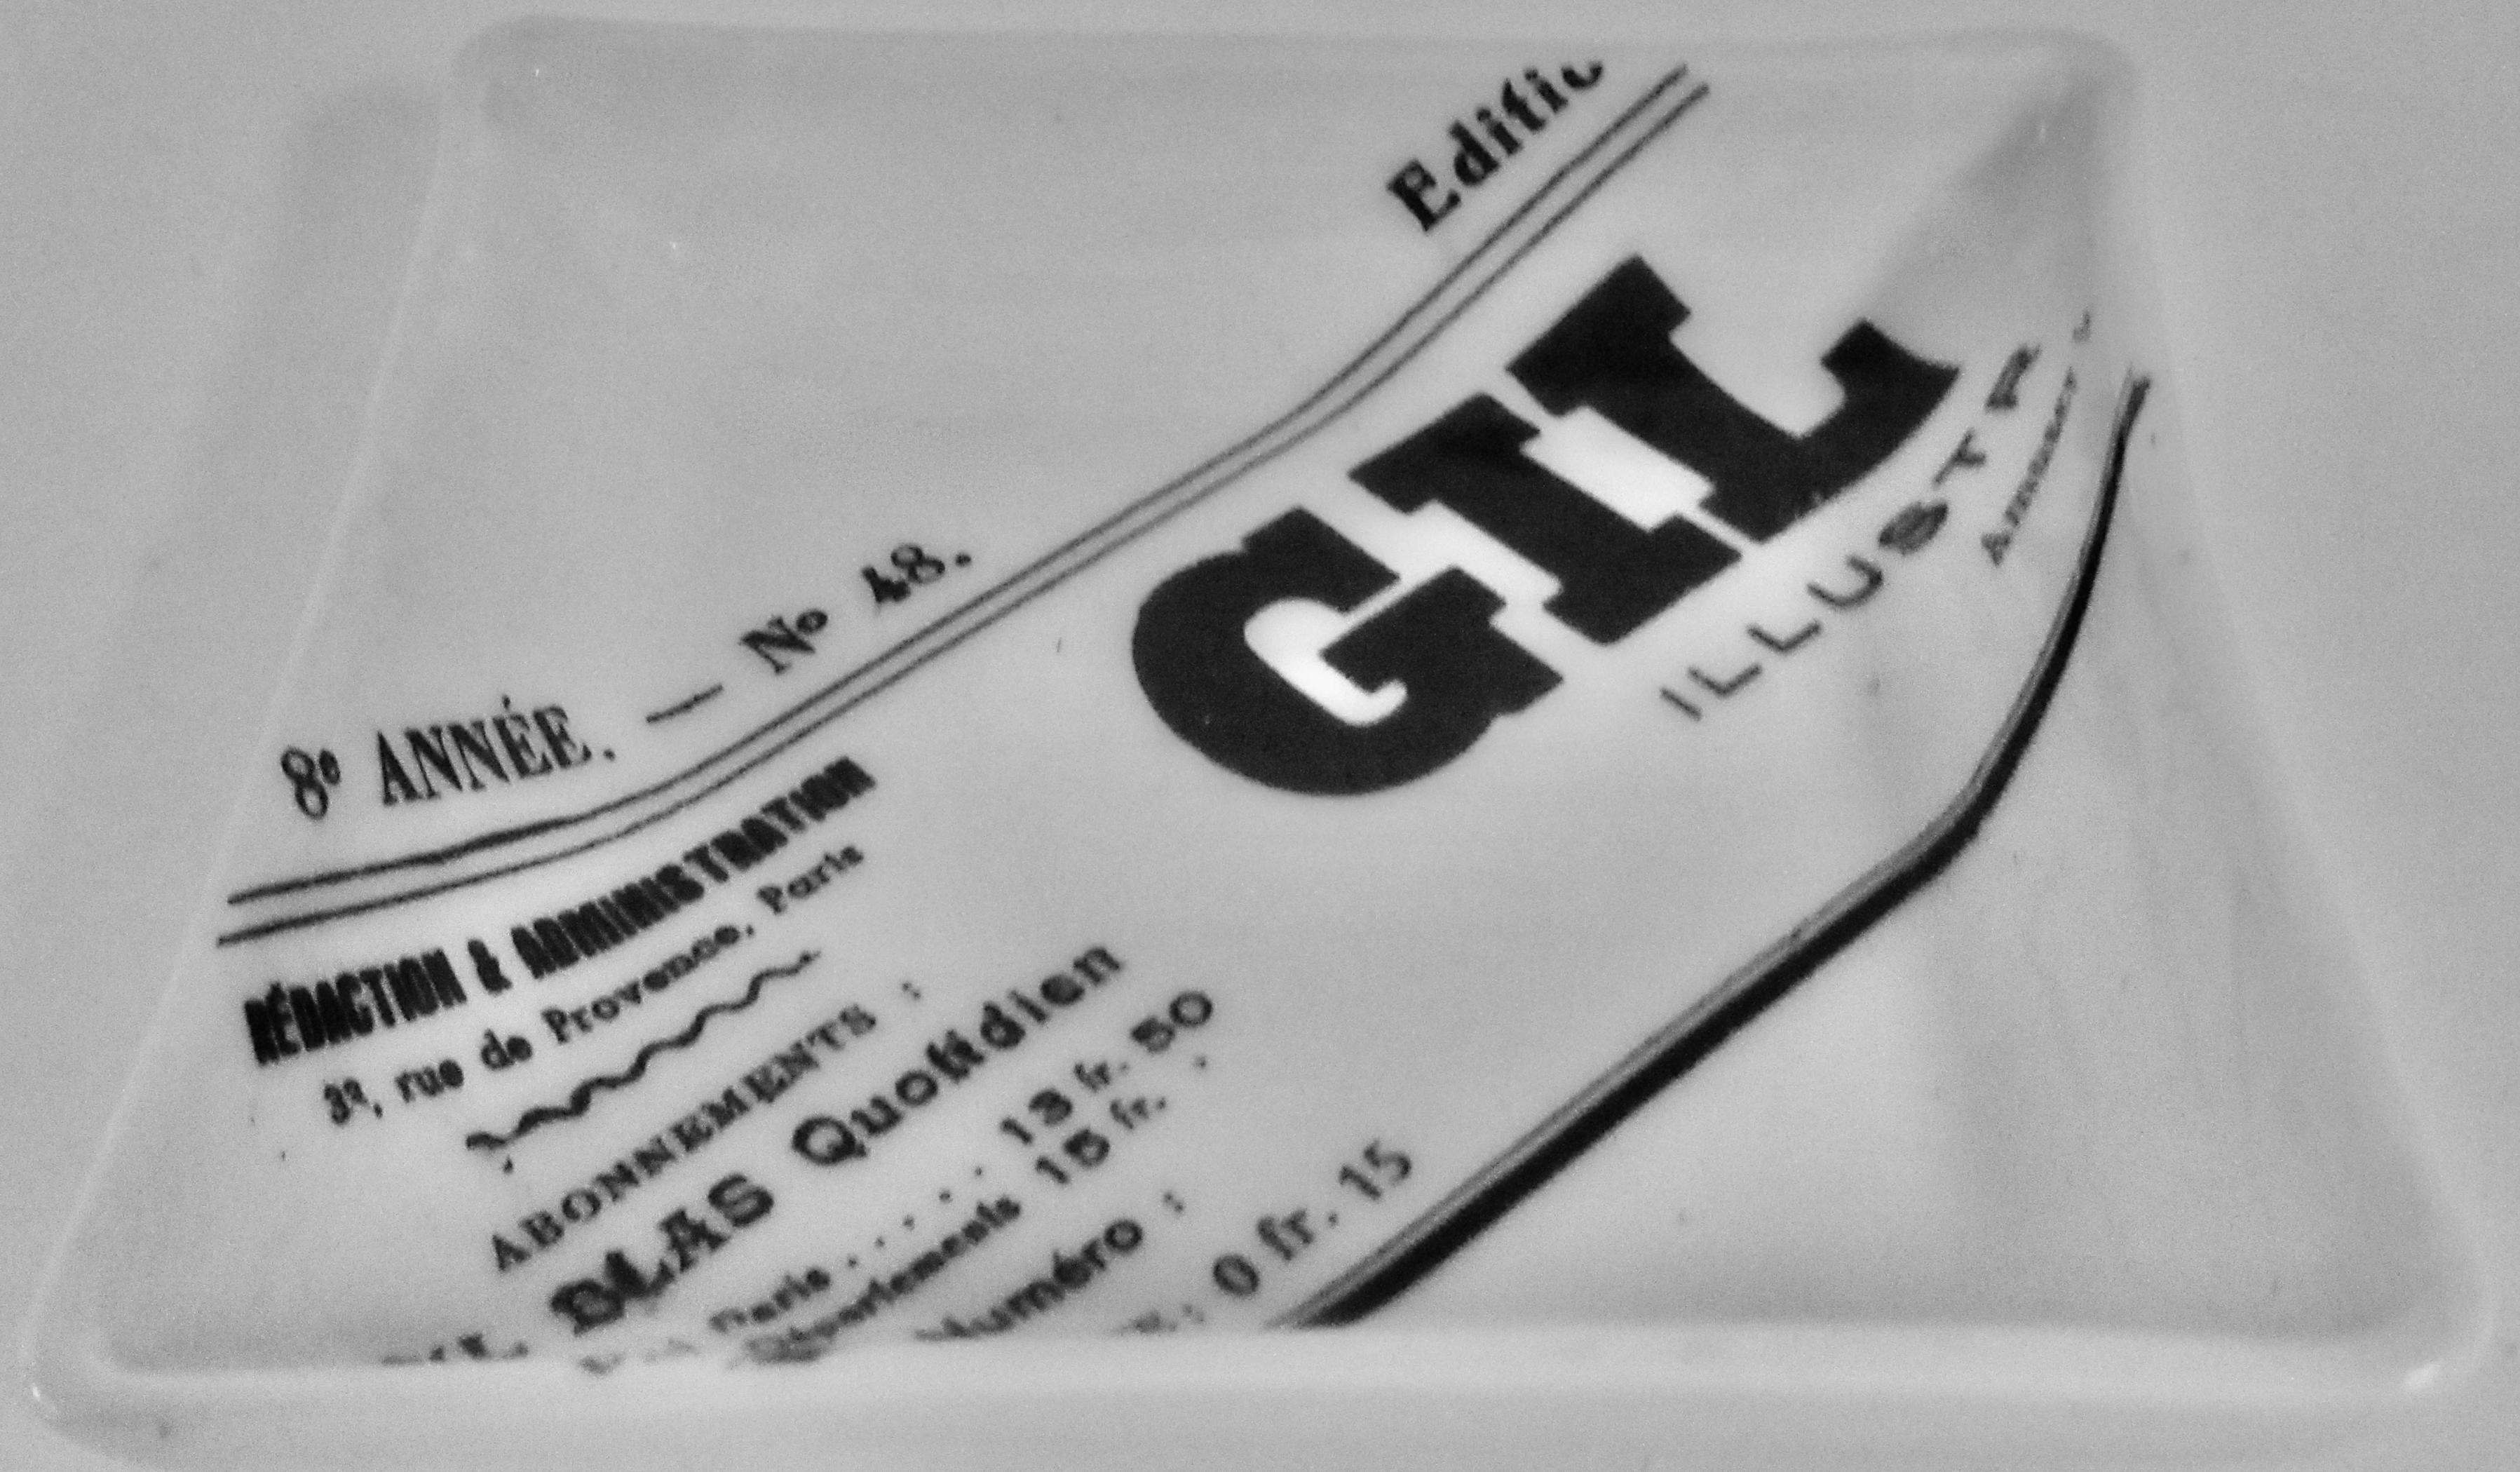 Editio
8e ANNÉE. — No 48.
GIL
ILLUSTR
RÉDACTION & ADMINISTRATION
rue de Provence, Paris
ABONNEMENTS :
BLAS Quotidien
Paris . . . . . 13 fr. 50
Départements 15 fr.
Numéro :
0 fr. 15